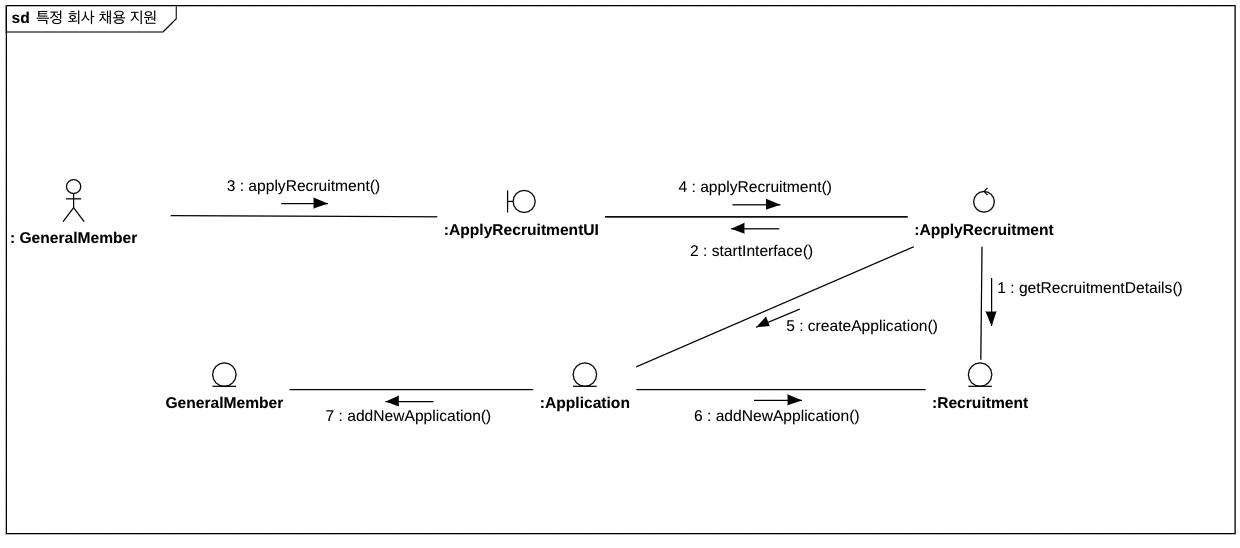 sd 특정 회사 채용 지원
3 : applyRecruitment()
4 : applyRecruitment()
: GeneralMember
:ApplyRecruitmentUI
:ApplyRecruitment
2 : startInterface()
1 : getRecruitmentDetails()
5 : createApplication()
GeneralMember
:Application
:Recruitment
7 : addNewApplication()
6 : addNewApplication()